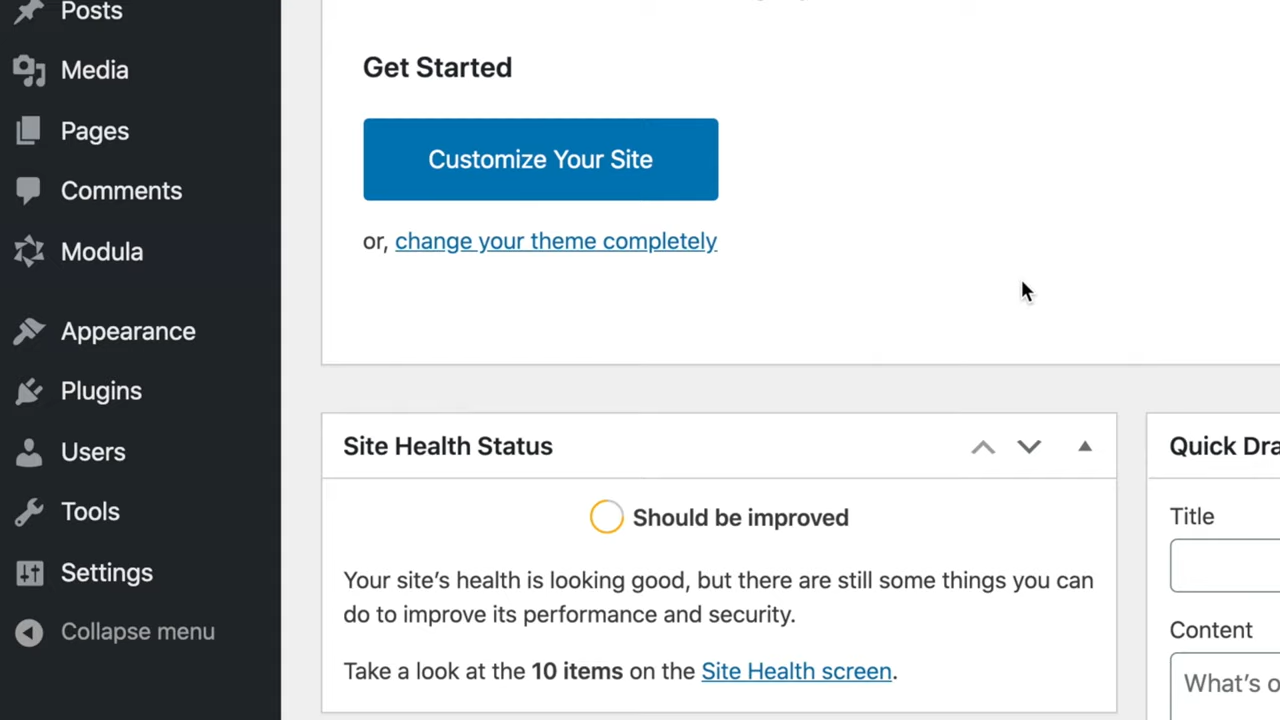 Posts
Media
Pages
Comments
Modula
Appearance
Plugins
Users
Tools
Settings
Collapse menu
Get Started
Customize Your Site
or, change your theme completely
Site Health Status
Should be improved
Your site's health is looking good, but there are still some things you can
do to improve its performance and security.
Take a look at the 10 items on the Site Health screen.
Quick Dra
Title
Content
What's o